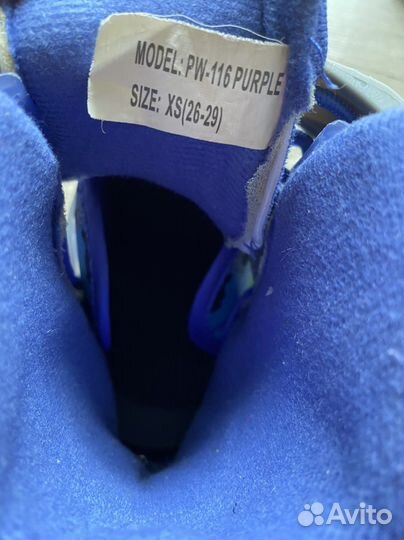 MODEL: PW-116 PURPLE
SIZE: XS(26-29)
Avito